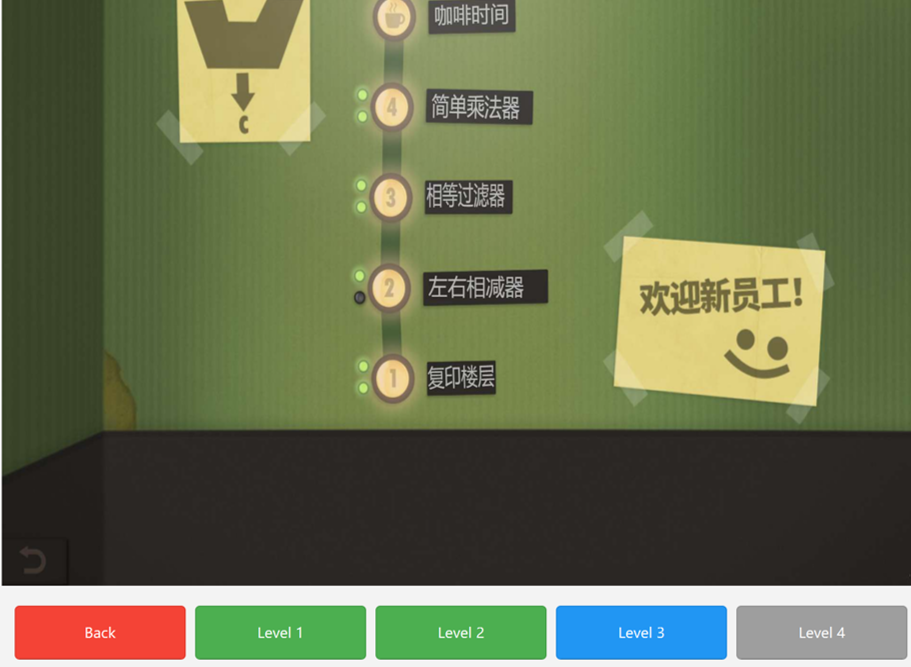 咖啡时间
4
简单乘法器
C
3
相等过滤器
2
左右相减器
欢迎新员工!
1
复印楼层
Back
Level 1
Level 2
Level 3
Level 4